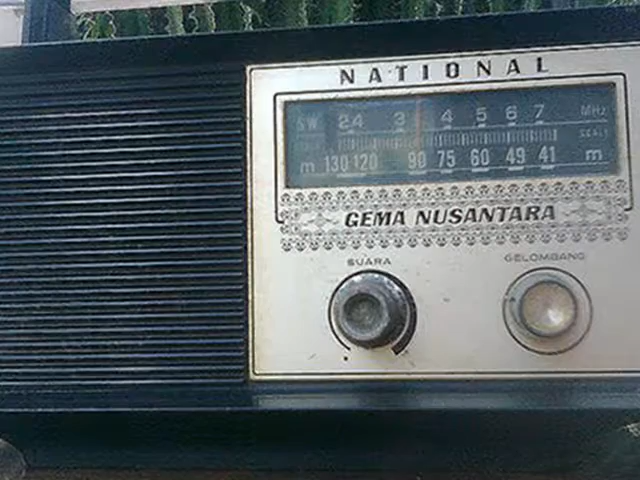 NATIONAL
SW 2.4 3 4 5 6 7 MHz
SCALE
m 130 120 90 75 60 49 41 m
GEMA NUSANTARA
SUARA GELOMBANG